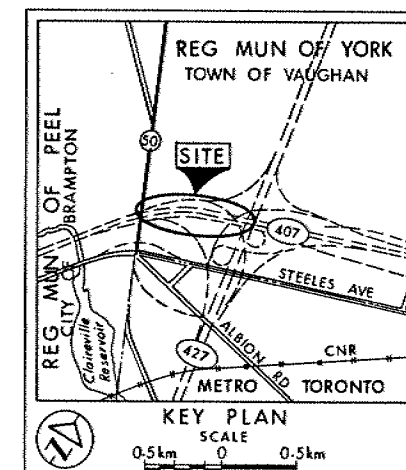 REG MUN OF YORK
TOWN OF VAUGHAN
REG MUN OF PEEL
CITY OF BRAMPTON
50
SITE
407
STEELES AVE
Claireville
Reservoir
427
ALBION RD
CNR
METRO TORONTO
KEY PLAN
SCALE
N
0.5km 0 0.5km